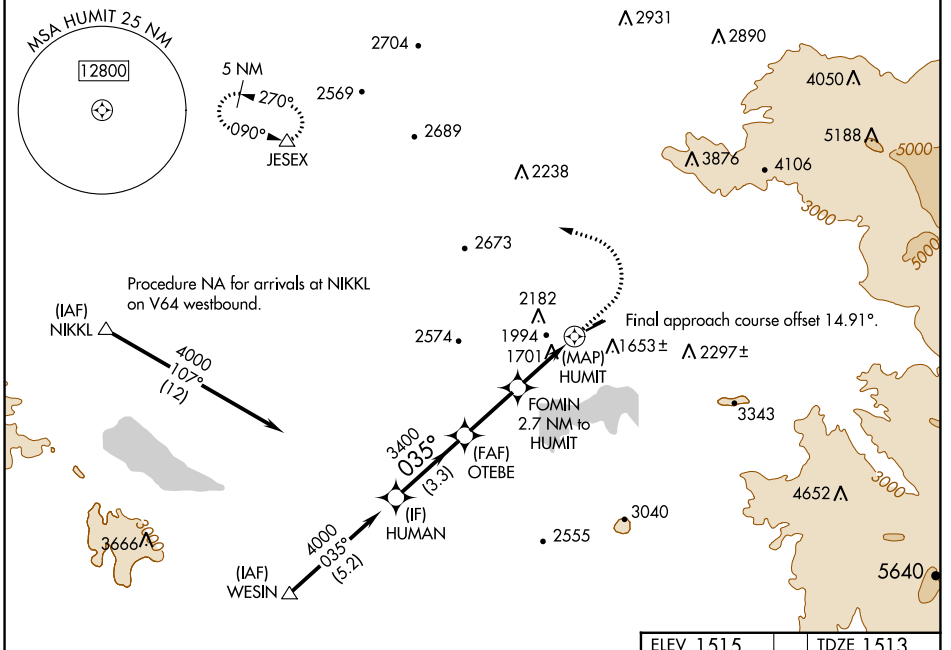 MSA HUMIT 25 NM
12800
5 NM
270°
090°
JESEX
2704
2569
2689
2931
2890
4050
5188
5000
3876
4106
2238
3000
5000
2673
Procedure NA for arrivals at NIKKL
on V64 westbound.
(IAF)
NIKKL
4000
107°
(12)
2182
1994
1701
2574
(MAP)
HUMIT
Final approach course offset 14.91°.
1653±
2297±
FOMIN
2.7 NM to
HUMIT
3343
3400
035°
(3.3)
(FAF)
OTEBE
(IF)
HUMAN
4000
035°
(5.2)
(IAF)
WESIN
3666
2555
3040
4652
3000
5640
ELEV 1515
TDZE 1513